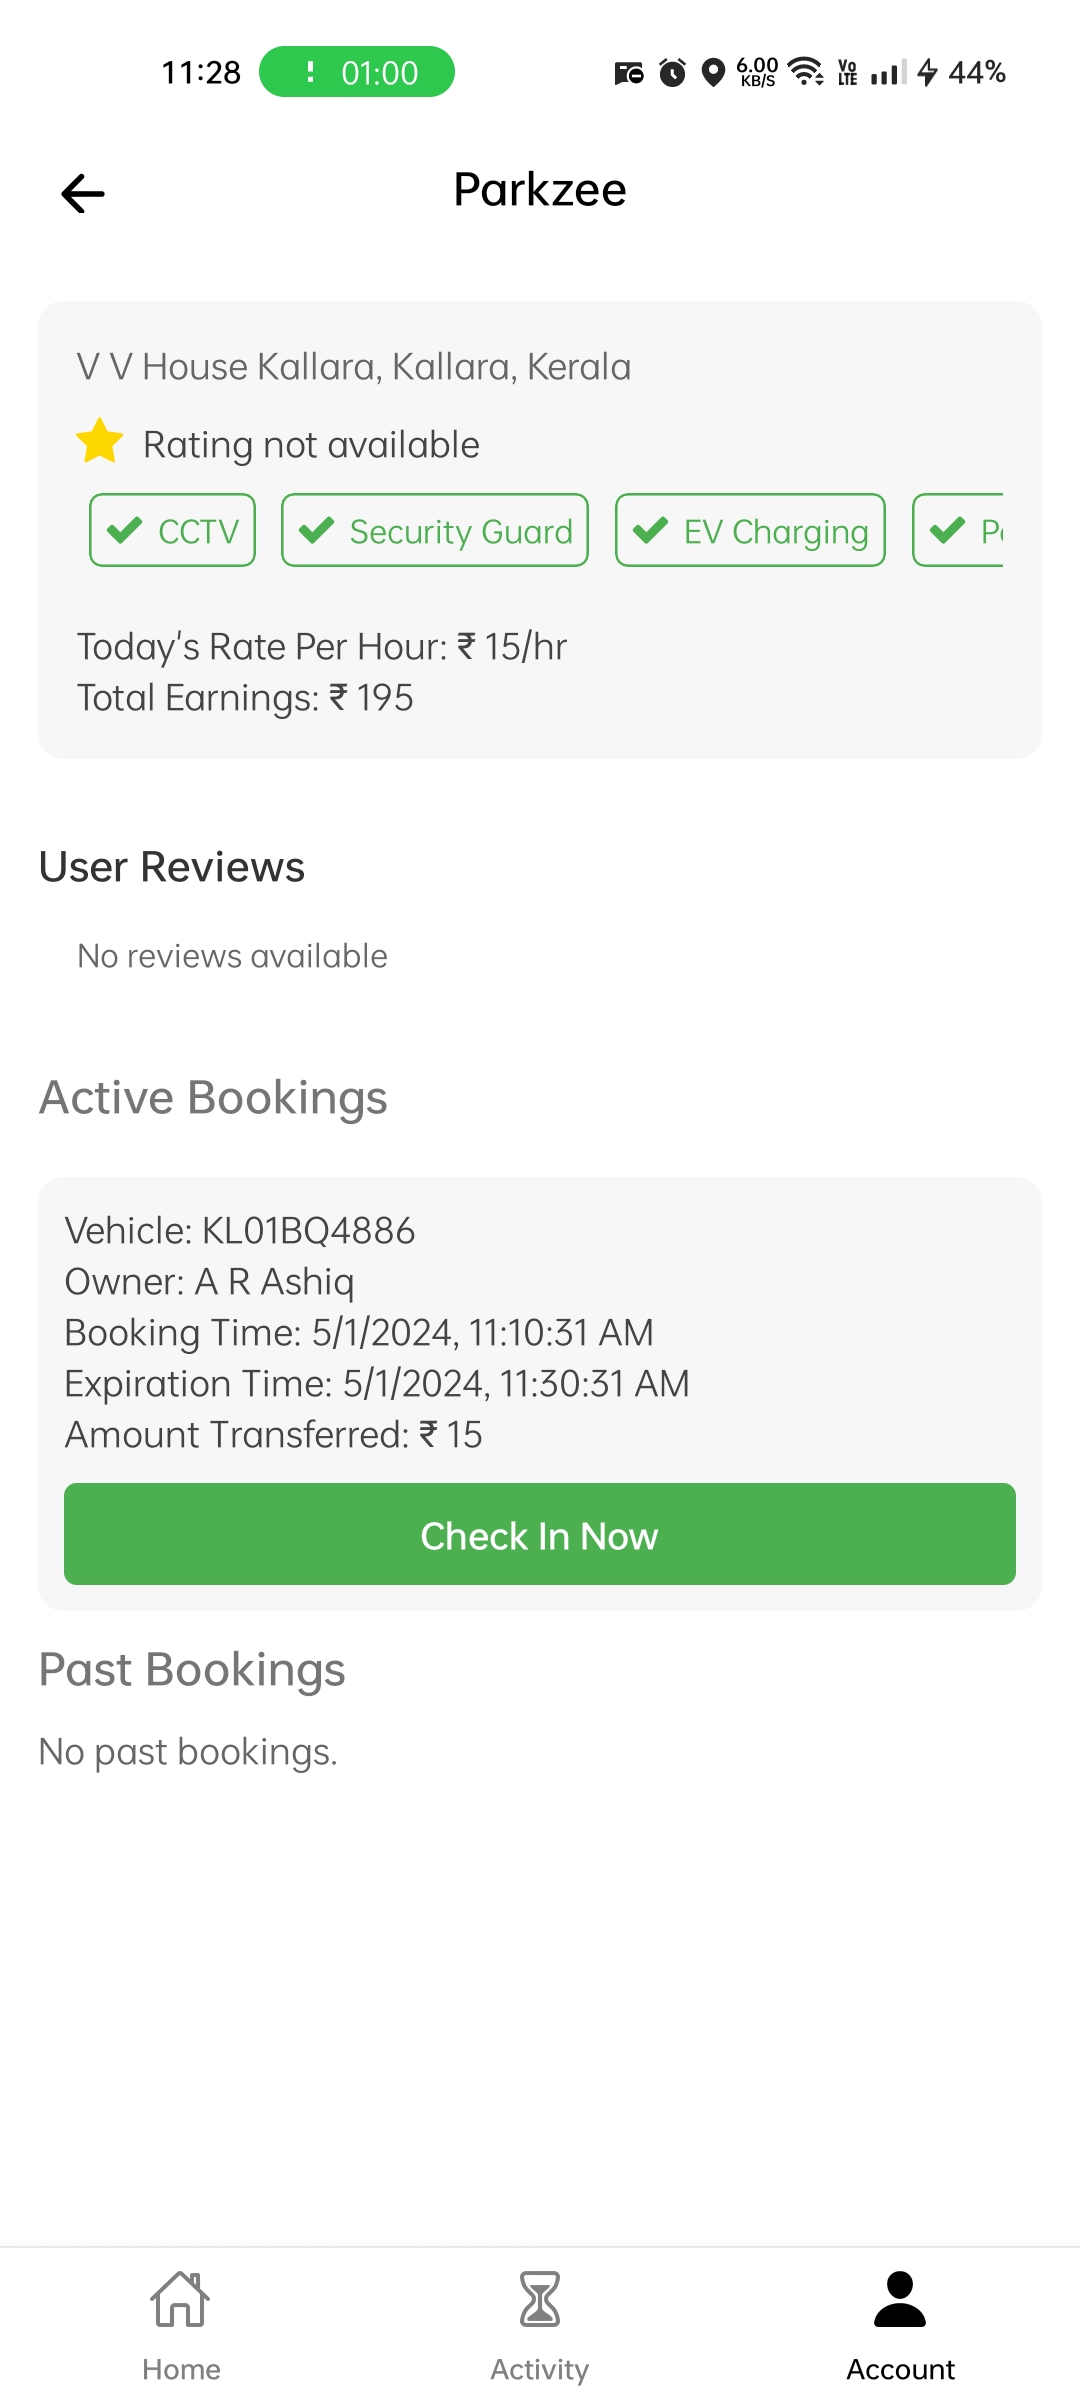 11:28 01:00 6.00 KB/S Vo LTE 44%
Parkzee
V V House Kallara, Kallara, Kerala
Rating not available
CCTV Security Guard EV Charging
Today's Rate Per Hour: ₹ 15/hr
Total Earnings: ₹ 195
User Reviews
No reviews available
Active Bookings
Vehicle: KL01BQ4886
Owner: A R Ashiq
Booking Time: 5/1/2024, 11:10:31 AM
Expiration Time: 5/1/2024, 11:30:31 AM
Amount Transferred: ₹ 15
Check In Now
Past Bookings
No past bookings.
Home Activity Account